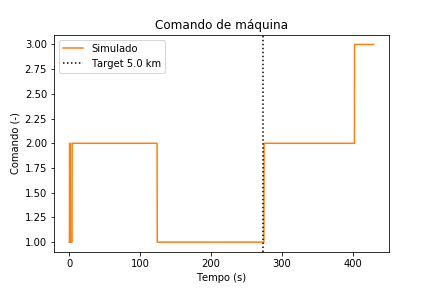 Comando de máquina
Simulado
Target 5.0 km
Comando (-)
3.00
2.75
2.50
2.25
2.00
1.75
1.50
1.25
1.00
0 100 200 300 400
Tiempo (s)